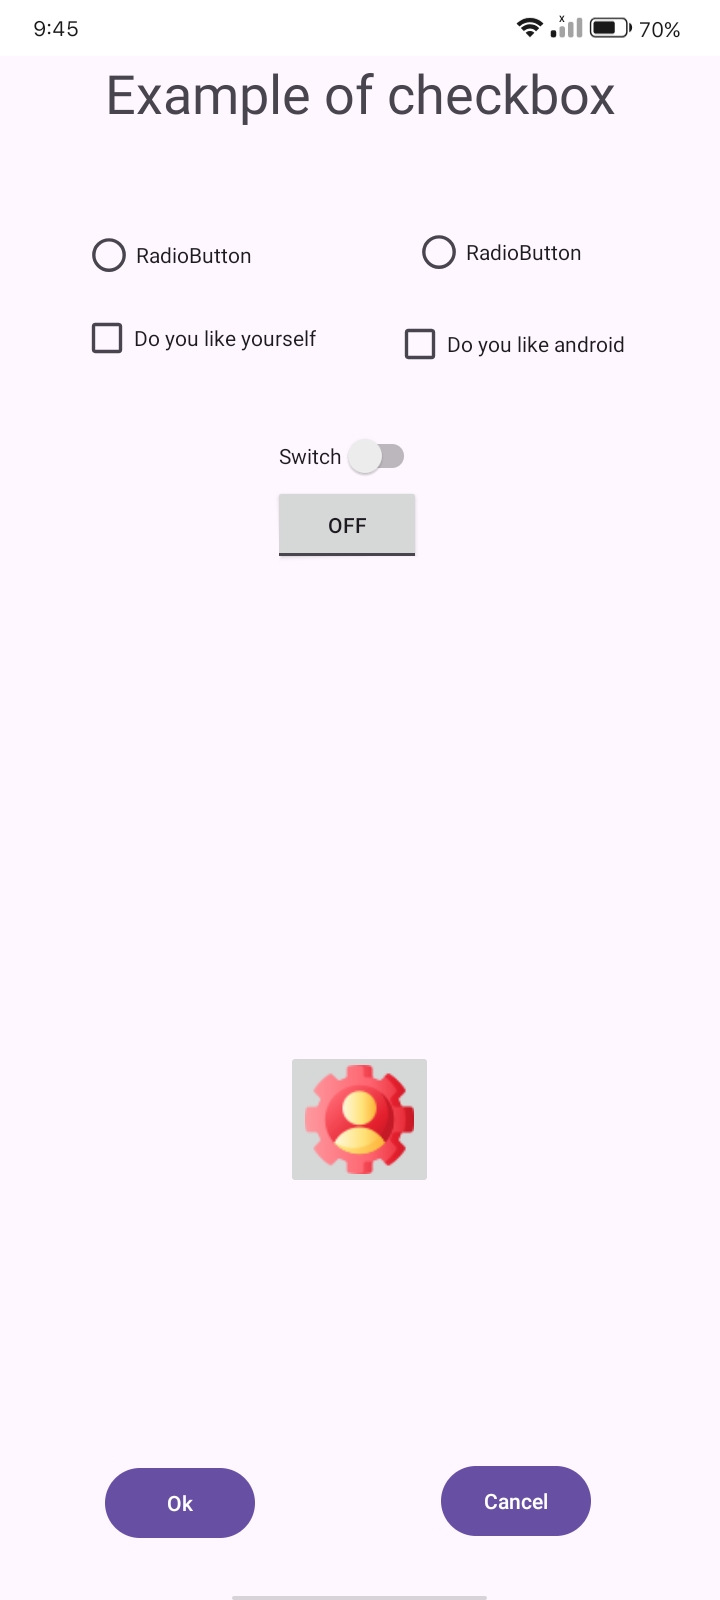 9:45 x 70%
Example of checkbox
RadioButton RadioButton
Do you like yourself Do you like android
Switch
OFF
Ok Cancel